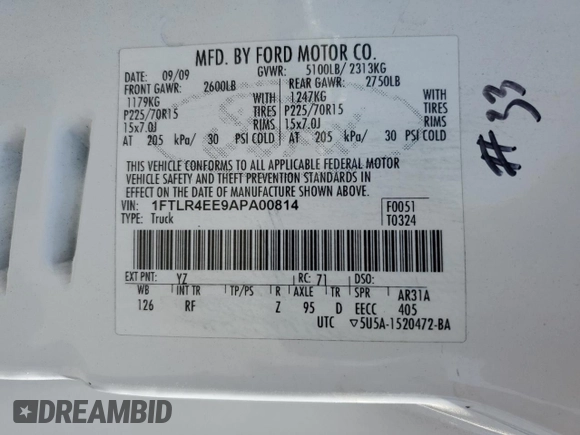 MFD. BY FORD MOTOR CO.
DATE: 09/09 GVWR: 5100LB/ 2313KG
FRONT GAWR: 2600LB REAR GAWR: 2750LB
1179KG WITH 1247KG WITH
P225/70R15 TIRES P225/70R15 TIRES
15x7.0J RIMS 15x7.0J RIMS
AT 205 kPa/ 30 PSI COLD AT 205 kPa/ 30 PSI COLD
THIS VEHICLE CONFORMS TO ALL APPLICABLE FEDERAL MOTOR
VEHICLE SAFETY AND THEFT PREVENTION STANDARDS IN
EFFECT ON THE DATE OF MANUFACTURE SHOWN ABOVE.
VIN: 1FTLR4EE9APA00814 F0051
TYPE: Truck T0324
EXT PNT: YZ RC: 71 DSO:
WB INT TR TP/PS R AXLE TR SPR AR31A
126 RF Z 95 D EECC 405
UTC ▽5U5A-1520472-BA
#33
DREAMBID